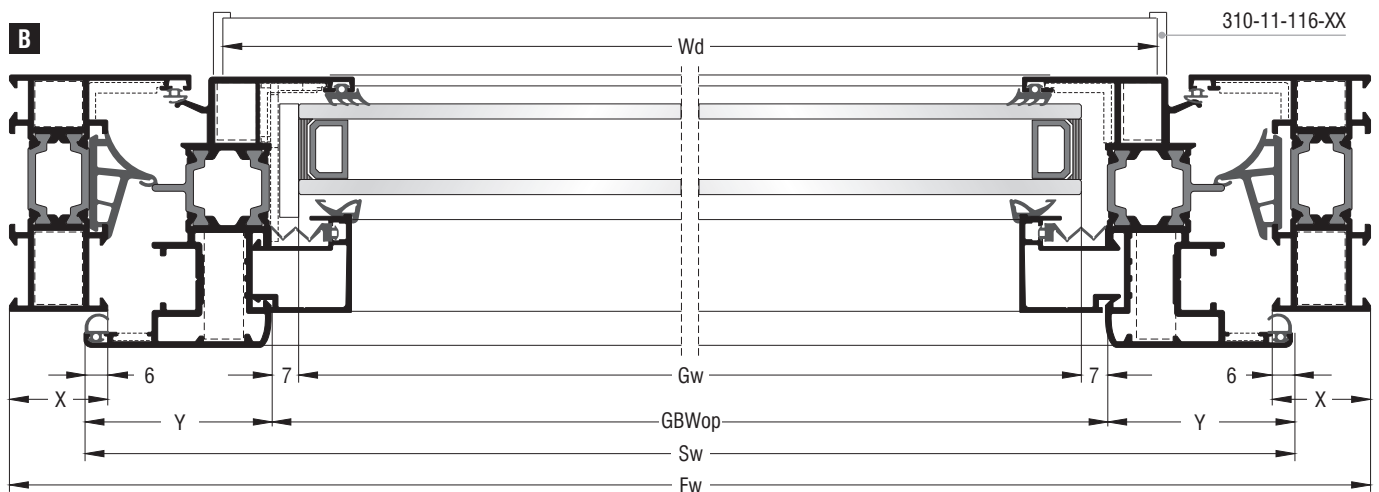 B
310-11-116-XX
Wd
6 7 Gw 7 6
X X
Y GBWop Y
Sw
Fw